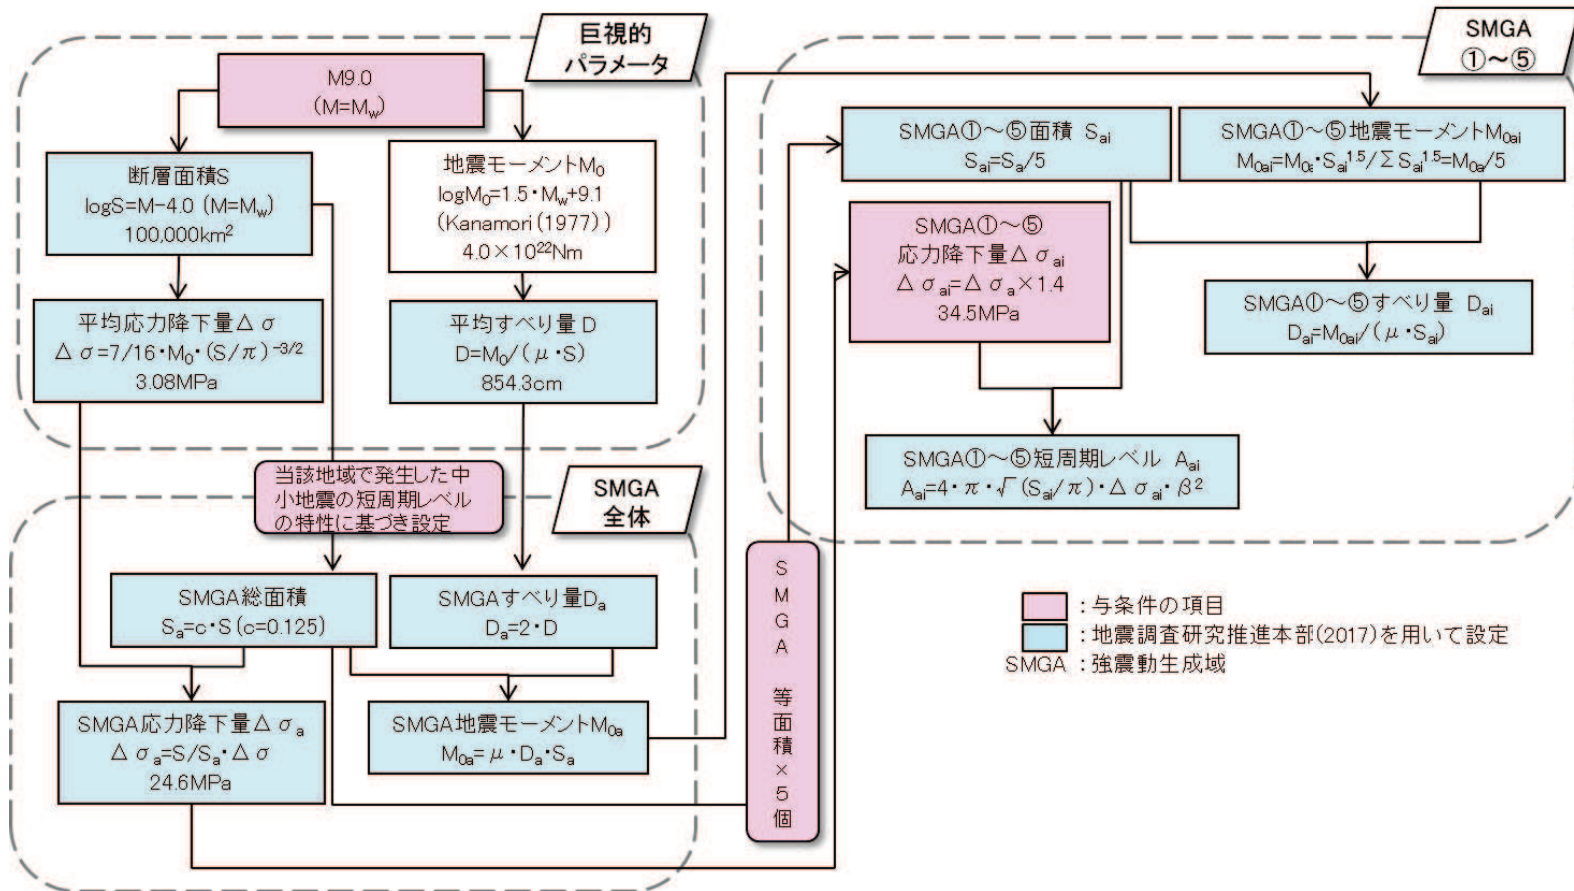 巨視的
パラメータ
M9.0
(M=Mw)
断層面積S
logS=M-4.0 (M=Mw)
100,000km²
地震モーメントM₀
logM₀=1.5・Mw+9.1
(Kanamori(1977))
4.0×10²²Nm
平均応力降下量Δσ
Δσ=7/16・M₀・(S/π)⁻³/²
3.08MPa
平均すべり量D
D=M₀/(μ・S)
854.3cm
当該地域で発生した中
小地震の短周期レベル
の特性に基づき設定
SMGA
全体
SMGA総面積
Sa=c・S(c=0.125)
SMGAすべり量Da
Da=2・D
SMGA応力降下量Δσa
Δσa=S/Sa・Δσ
24.6MPa
SMGA地震モーメントM0a
M0a=μ・Da・Sa
SMGA 等面積×5個
SMGA
①～⑤
SMGA①～⑤面積 Sai
Sai=Sa/5
SMGA①～⑤地震モーメントM0ai
M0ai=M0a・Sai¹·⁵/ΣSai¹·⁵=M0a/5
SMGA①～⑤
応力降下量Δσai
Δσai=Δσa×1.4
34.5MPa
SMGA①～⑤すべり量 Dai
Dai=M0ai/(μ・Sai)
SMGA①～⑤短周期レベル Aai
Aai=4・π・√(Sai/π)・Δσai・β²
：与条件の項目
：地震調査研究推進本部(2017)を用いて設定
SMGA ：強震動生成域